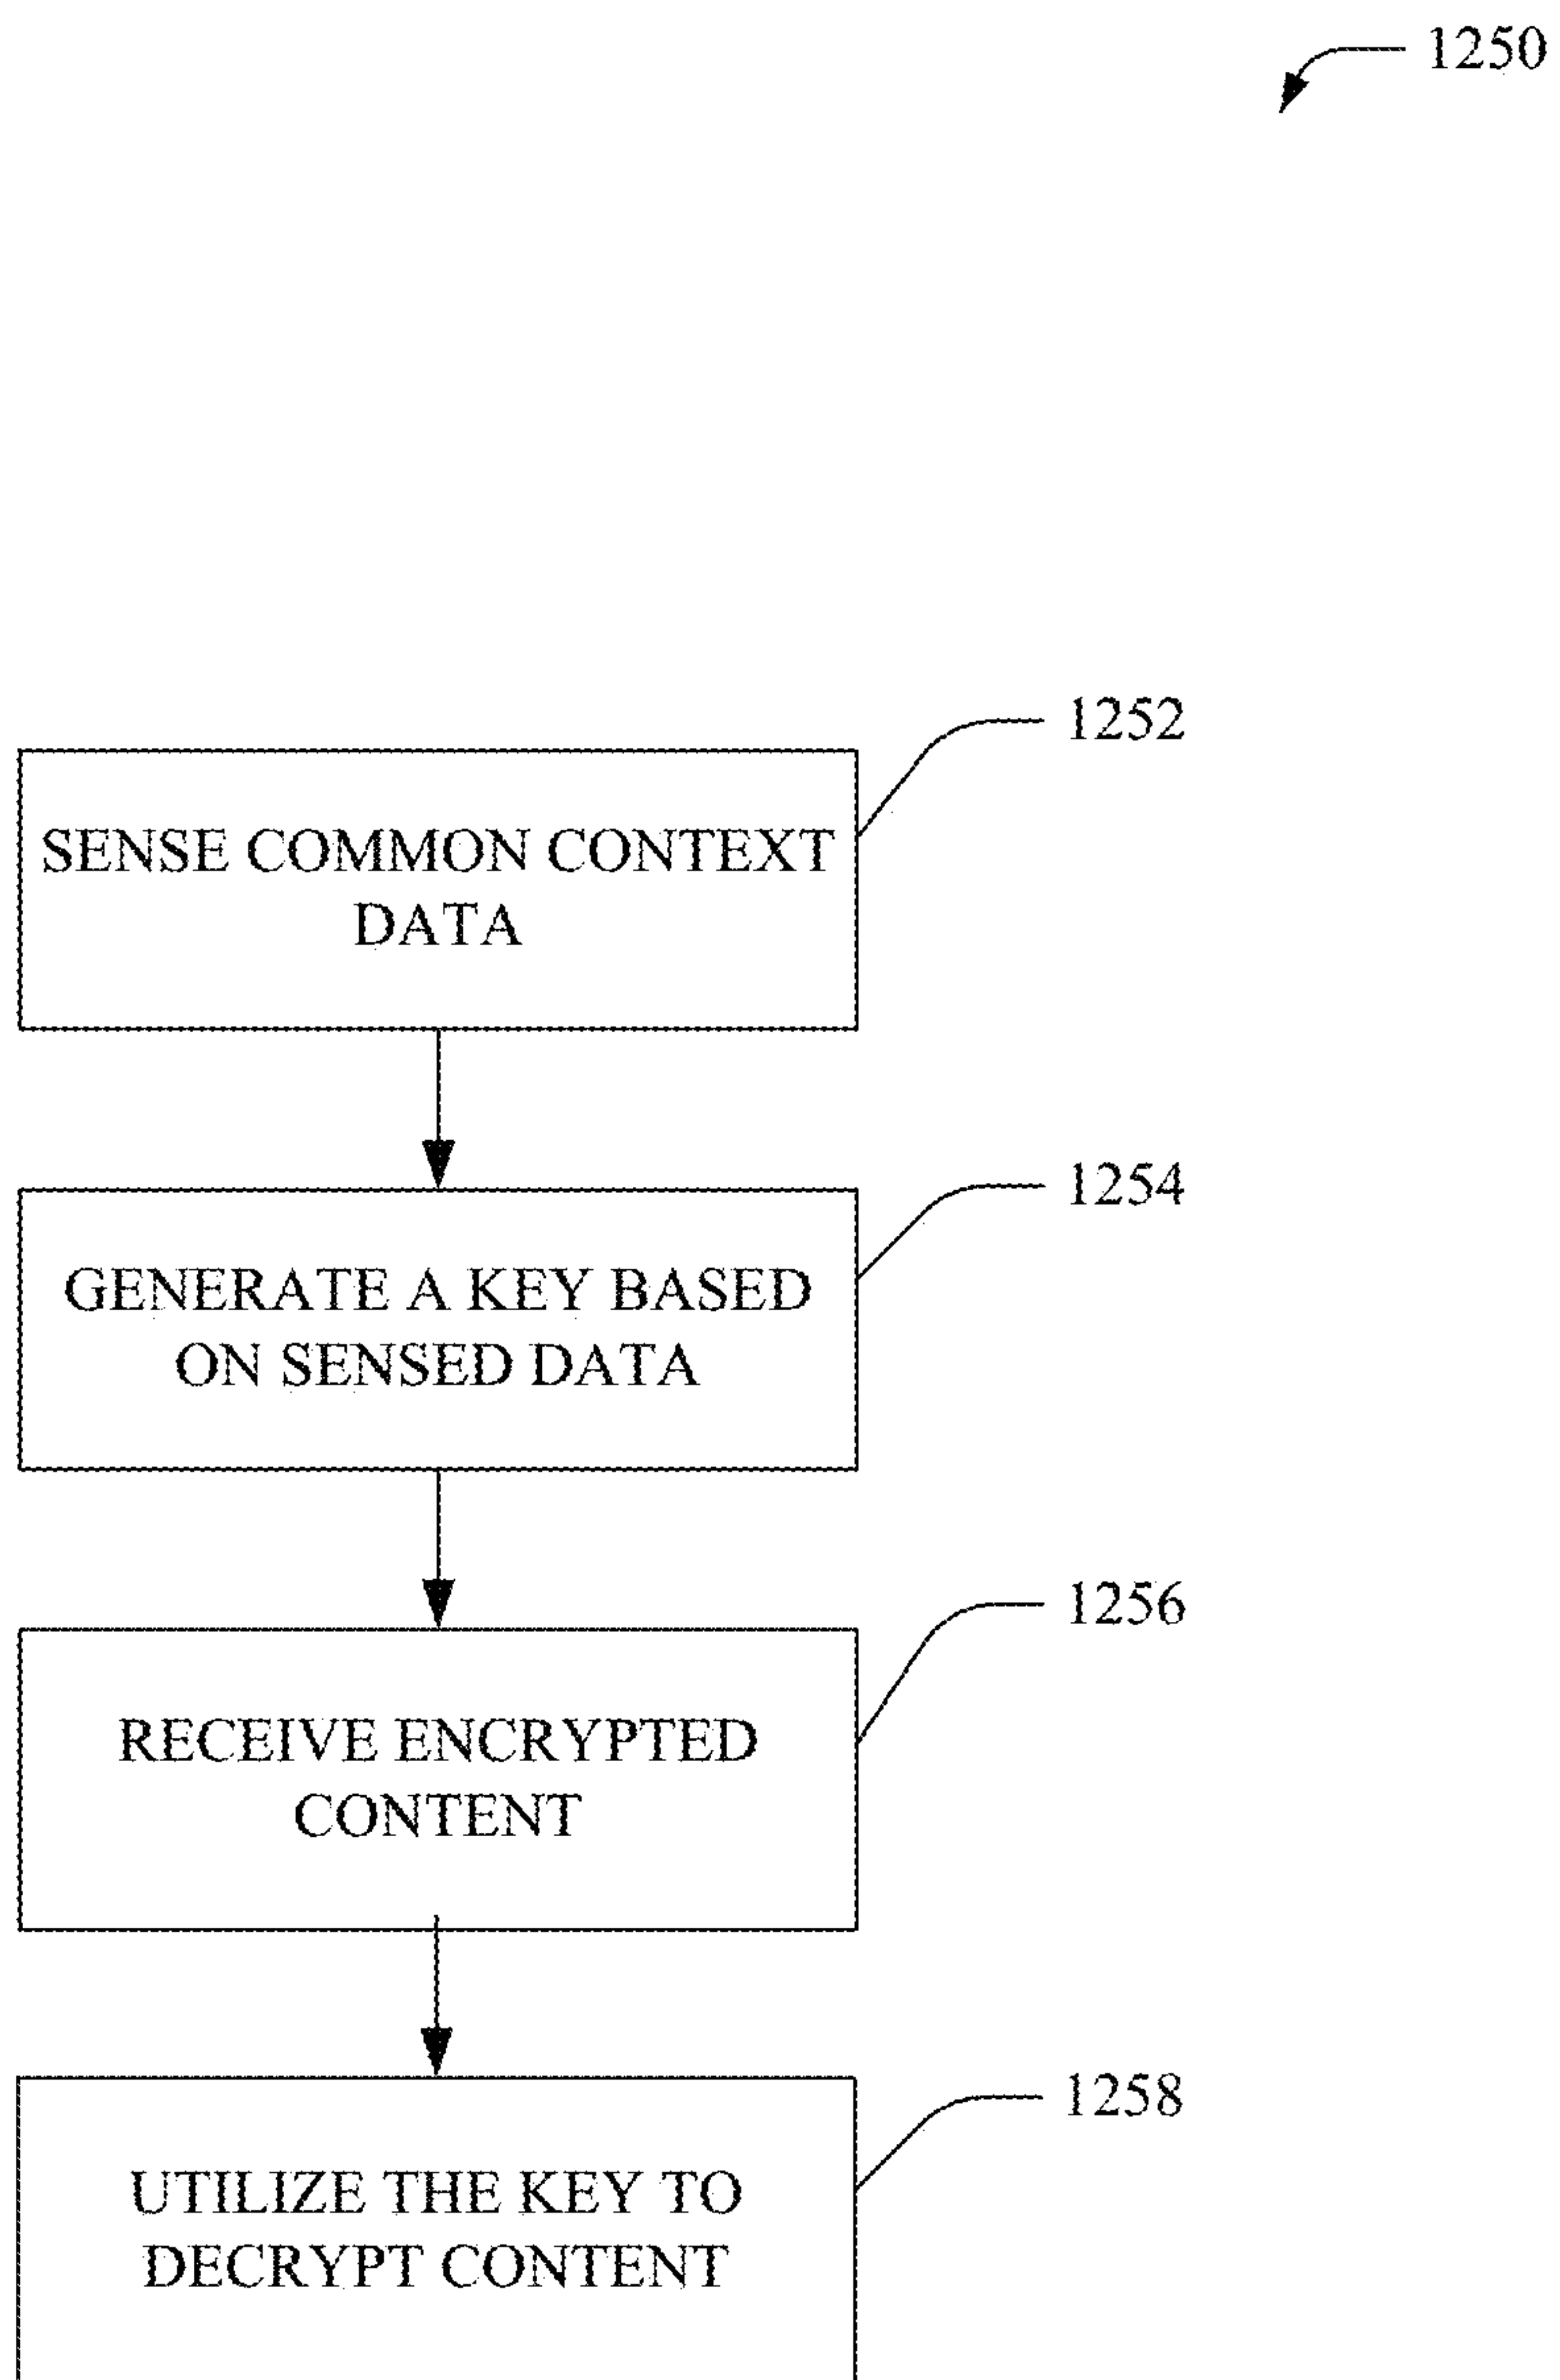 1250
1252
SENSE COMMON CONTEXT
DATA
1254
GENERATE A KEY BASED
ON SENSED DATA
1256
RECEIVE ENCRYPTED
CONTENT
1258
UTILIZE THE KEY TO
DECRYPT CONTENT